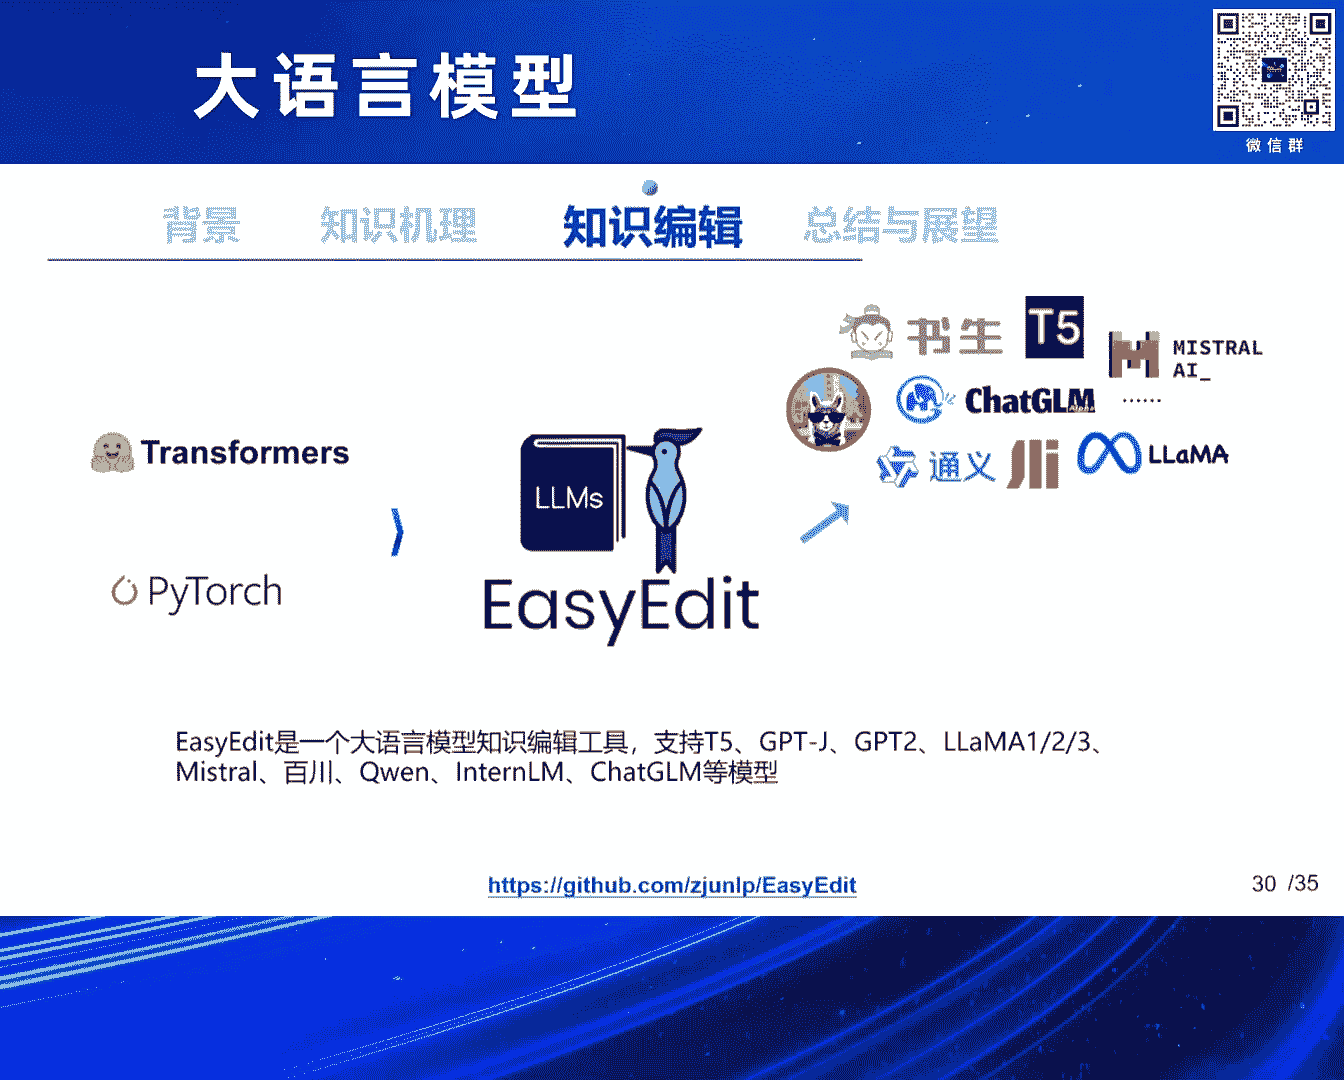 大语言模型
微信群
背景 知识机理 知识编辑 总结与展望
书生
T5
MISTRAL
AI_
ChatGLM
......
通义
LLaMA
Transformers
LLMs
PyTorch
EasyEdit
EasyEdit是一个大语言模型知识编辑工具，支持T5、GPT-J、GPT2、LLaMA1/2/3、
Mistral、百川、Qwen、InternLM、ChatGLM等模型
https://github.com/zjunlp/EasyEdit
30 /35